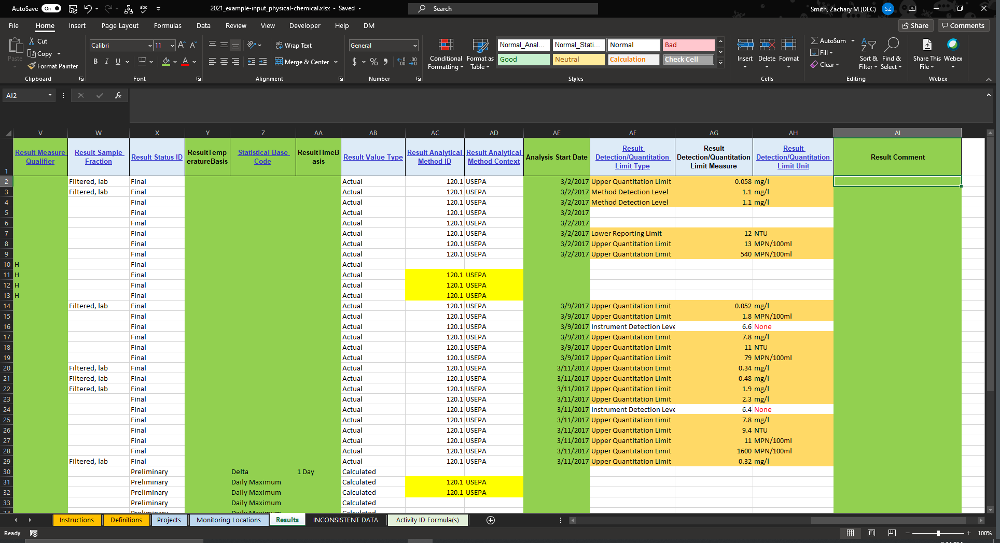 AutoSave On 2021_example-input_physical-chemical.xlsx - Saved Search Smith, Zachary M (DEC) SZ
File Home Insert Page Layout Formulas Data Review View Developer Help DM Share Comments
Paste Cut Copy Format Painter Clipboard
Calibri 11 B I U A Font
Wrap Text Merge & Center Alignment
General $ % Number
Conditional Formatting Format as Table
Normal_Anal... Normal_Stati... Normal Bad
Good Neutral Calculation Check Cell
Styles
Insert Delete Format Cells
AutoSum Fill Clear Sort & Filter Find & Select Editing
Share This File Webex Webex
AI2 fx
V W X Y Z AA AB AC AD AE AF AG AH AI
1 Result Measure Qualifier Result Sample Fraction Result Status ID ResultTemperatureBasis Statistical Base Code ResultTimeBasis Result Value Type Result Analytical Method ID Result Analytical Method Context Analysis Start Date Result Detection/Quantitation Limit Type Result Detection/Quantitation Limit Measure Result Detection/Quantitation Limit Unit Result Comment
2 Filtered, lab Final Actual 120.1 USEPA 3/2/2017 Upper Quantitation Limit 0.058 mg/l
3 Filtered, lab Final Actual 120.1 USEPA 3/2/2017 Method Detection Level 1.1 mg/l
4 Final Actual 120.1 USEPA 3/2/2017 Method Detection Level 1.1 mg/l
5 Final Actual 120.1 USEPA 3/2/2017
6 Final Actual 120.1 USEPA 3/2/2017
7 Final Actual 120.1 USEPA 3/2/2017 Lower Reporting Limit 12 NTU
8 Final Actual 120.1 USEPA 3/2/2017 Upper Quantitation Limit 13 MPN/100ml
9 Final Actual 120.1 USEPA 3/2/2017 Upper Quantitation Limit 540 MPN/100ml
10 H Final Actual
11 H Final Actual 120.1 USEPA
12 H Final Actual 120.1 USEPA
13 H Final Actual 120.1 USEPA
14 Filtered, lab Final Actual 120.1 USEPA 3/9/2017 Upper Quantitation Limit 0.052 mg/l
15 Final Actual 120.1 USEPA 3/9/2017 Upper Quantitation Limit 1.8 MPN/100ml
16 Final Actual 120.1 USEPA 3/9/2017 Instrument Detection Leve 6.6 None
17 Final Actual 120.1 USEPA 3/9/2017 Upper Quantitation Limit 7.8 mg/l
18 Final Actual 120.1 USEPA 3/9/2017 Upper Quantitation Limit 11 NTU
19 Final Actual 120.1 USEPA 3/9/2017 Upper Quantitation Limit 79 MPN/100ml
20 Filtered, lab Final Actual 120.1 USEPA 3/11/2017 Upper Quantitation Limit 0.34 mg/l
21 Filtered, lab Final Actual 120.1 USEPA 3/11/2017 Upper Quantitation Limit 0.48 mg/l
22 Filtered, lab Final Actual 120.1 USEPA 3/11/2017 Upper Quantitation Limit 1.9 mg/l
23 Final Actual 120.1 USEPA 3/11/2017 Upper Quantitation Limit 2.3 mg/l
24 Final Actual 120.1 USEPA 3/11/2017 Instrument Detection Leve 6.4 None
25 Final Actual 120.1 USEPA 3/11/2017 Upper Quantitation Limit 7.8 mg/l
26 Final Actual 120.1 USEPA 3/11/2017 Upper Quantitation Limit 9.4 NTU
27 Final Actual 120.1 USEPA 3/11/2017 Upper Quantitation Limit 11 MPN/100ml
28 Final Actual 120.1 USEPA 3/11/2017 Upper Quantitation Limit 1600 MPN/100ml
29 Filtered, lab Final Actual 120.1 USEPA 3/11/2017 Upper Quantitation Limit 0.32 mg/l
30 Preliminary Delta 1 Day Calculated
31 Preliminary Daily Maximum Calculated 120.1 USEPA
32 Preliminary Daily Maximum Calculated 120.1 USEPA
33 Preliminary Daily Maximum Calculated
Instructions Definitions Projects Monitoring Locations Results INCONSISTENT DATA Activity ID Formula(s)
Ready 100%